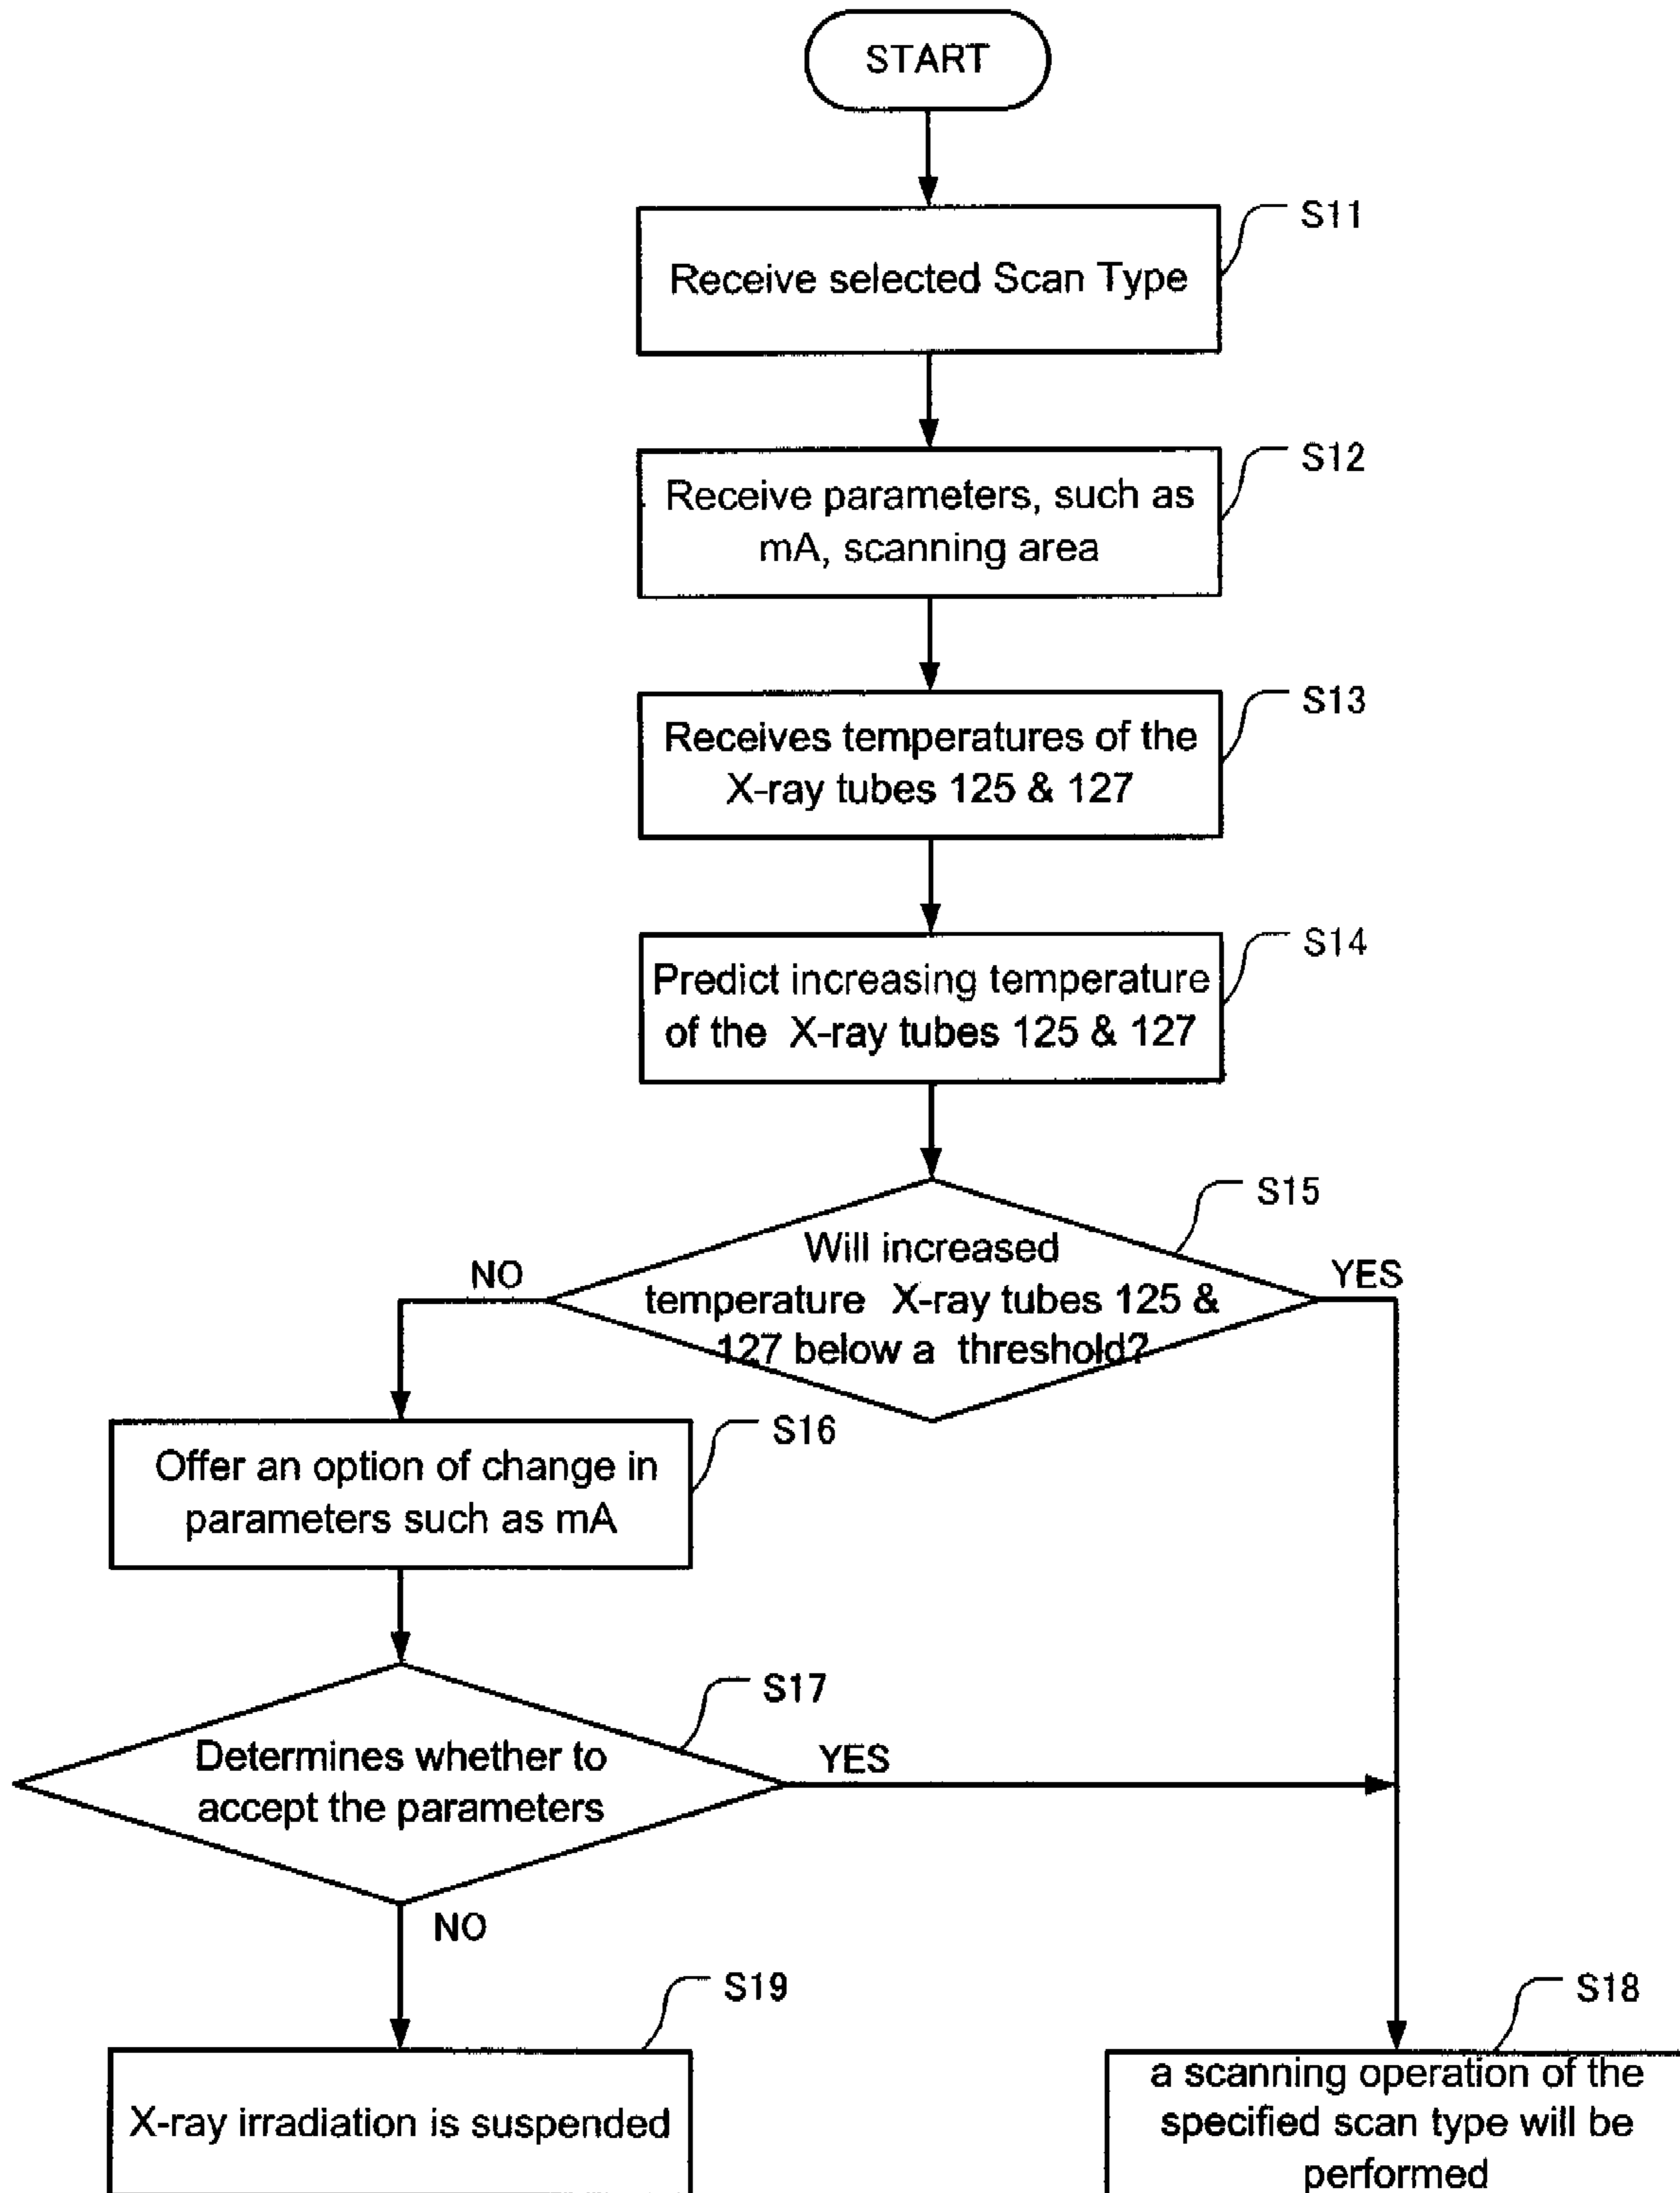 START
S11
Receive selected Scan Type
S12
Receive parameters, such as
mA, scanning area
S13
Receives temperatures of the
X-ray tubes 125 & 127
S14
Predict increasing temperature
of the X-ray tubes 125 & 127
S15
Will increased
temperature X-ray tubes 125 &
127 below a threshold?
NO
YES
S16
Offer an option of change in
parameters such as mA
S17
Determines whether to
accept the parameters
YES
NO
S19
X-ray irradiation is suspended
S18
a scanning operation of the
specified scan type will be
performed